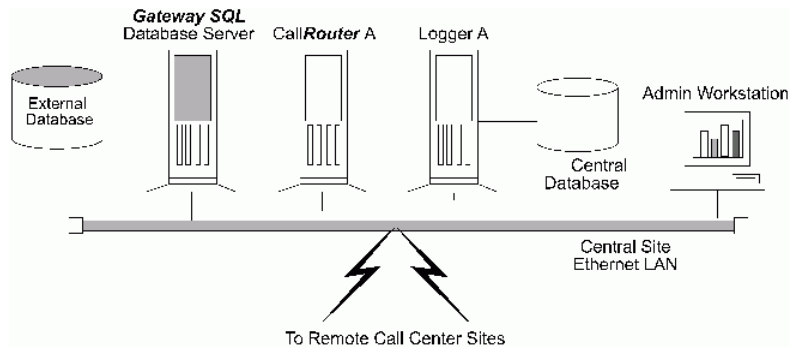 Gateway SQL
Database Server
CallRouter A
Logger A
External
Database
Admin Workstation
Central
Database
Central Site
Ethernet LAN
To Remote Call Center Sites